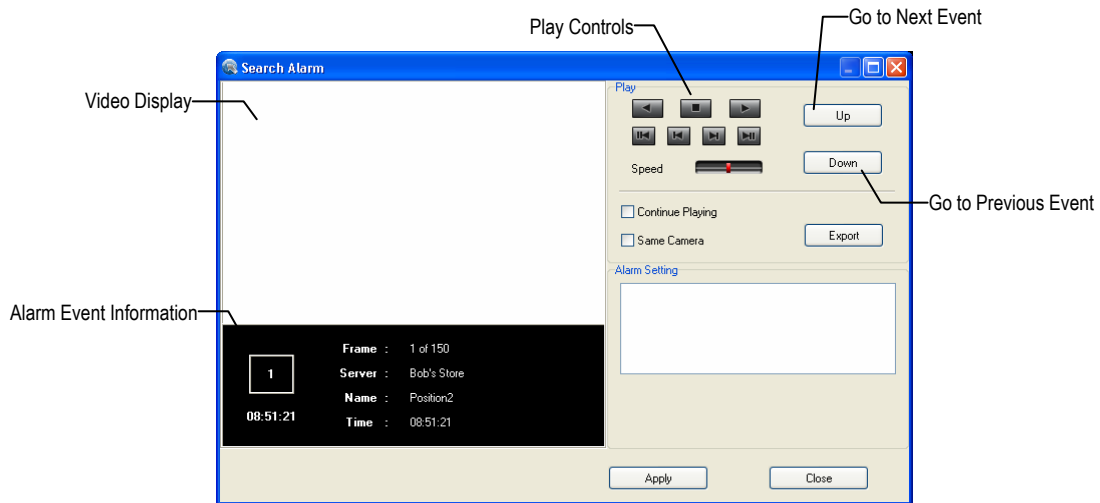 Go to Next Event
Play Controls
Search Alarm
Video Display
Play
Up
Speed
Down
Go to Previous Event
Continue Playing
Same Camera
Export
Alarm Setting
Alarm Event Information
Frame : 1 of 150
1
Server : Bob's Store
Name : Position2
08:51:21
Time : 08:51:21
Apply
Close